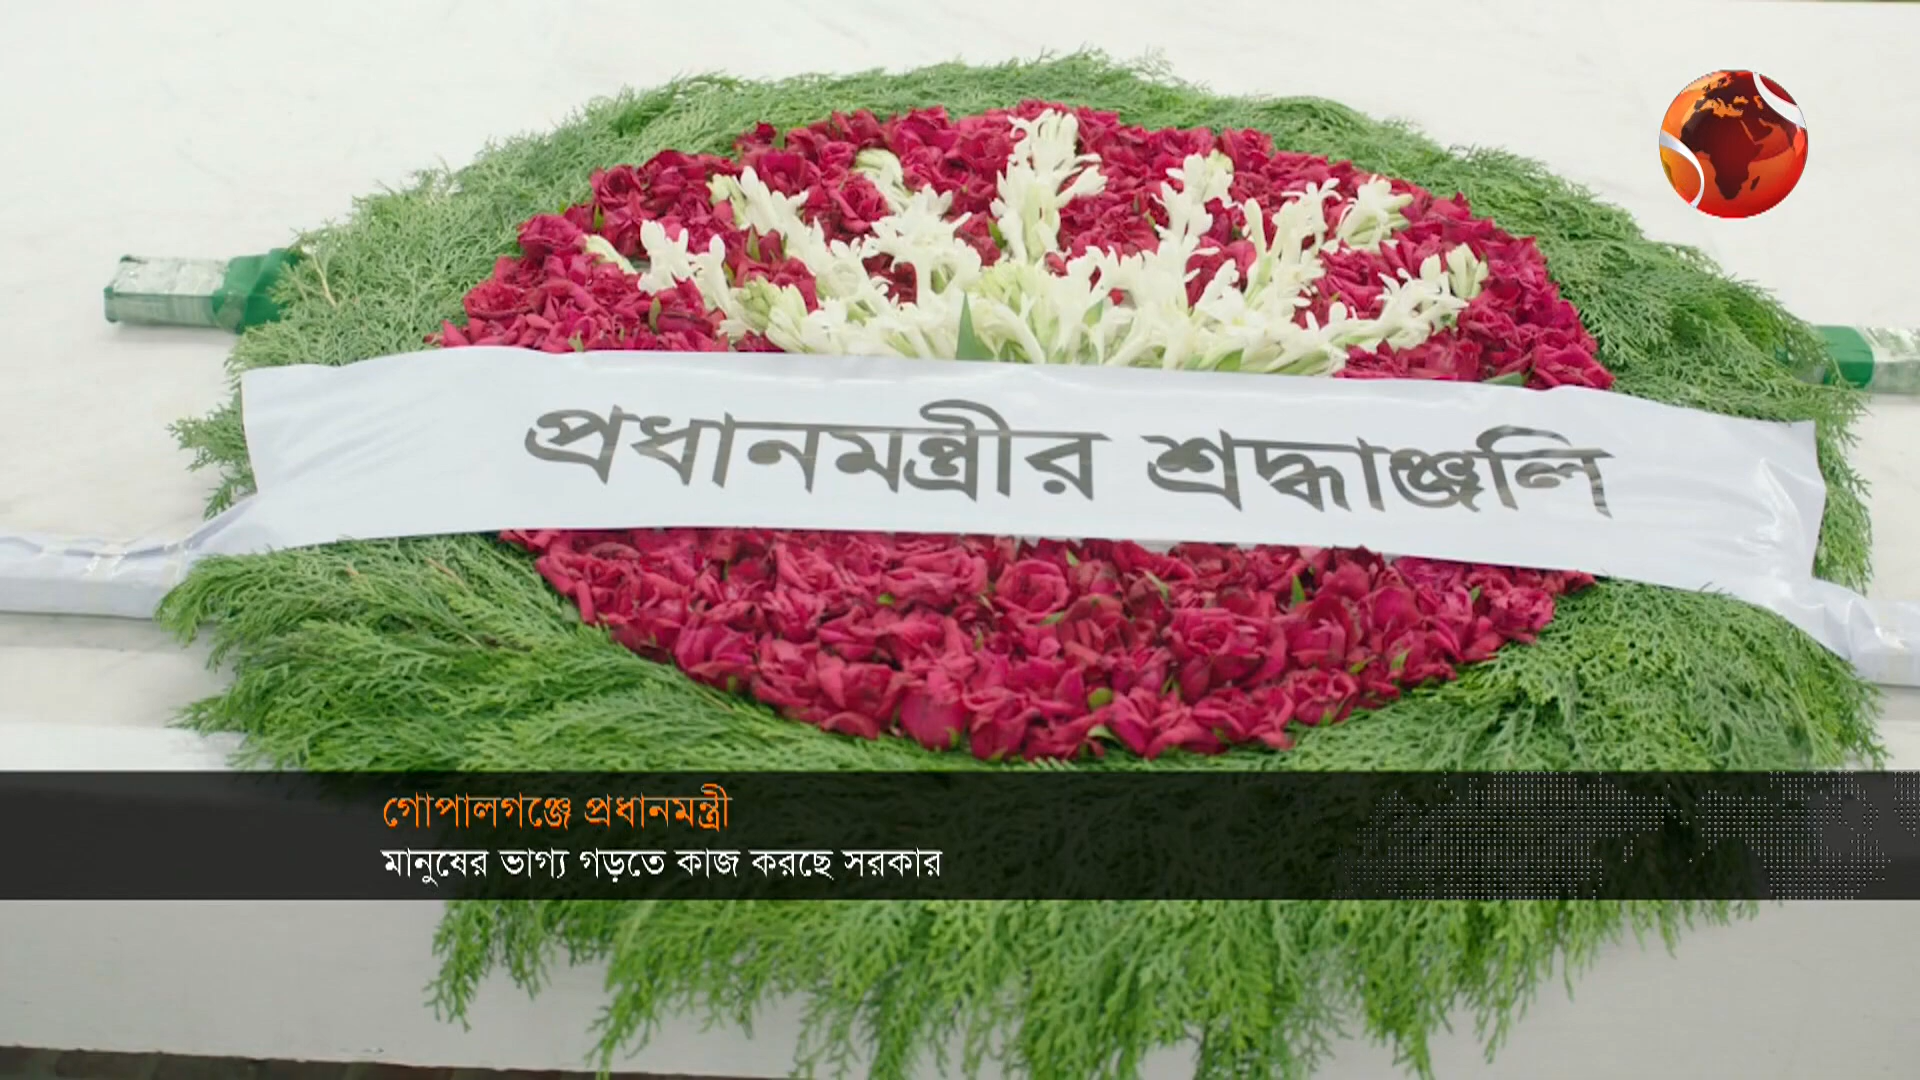 প্রধানমন্ত্রীর শ্রদ্ধাঞ্জলি
গোপালগঞ্জে প্রধানমন্ত্রী
মানুষের ভাগ্য গড়তে কাজ করছে সরকার